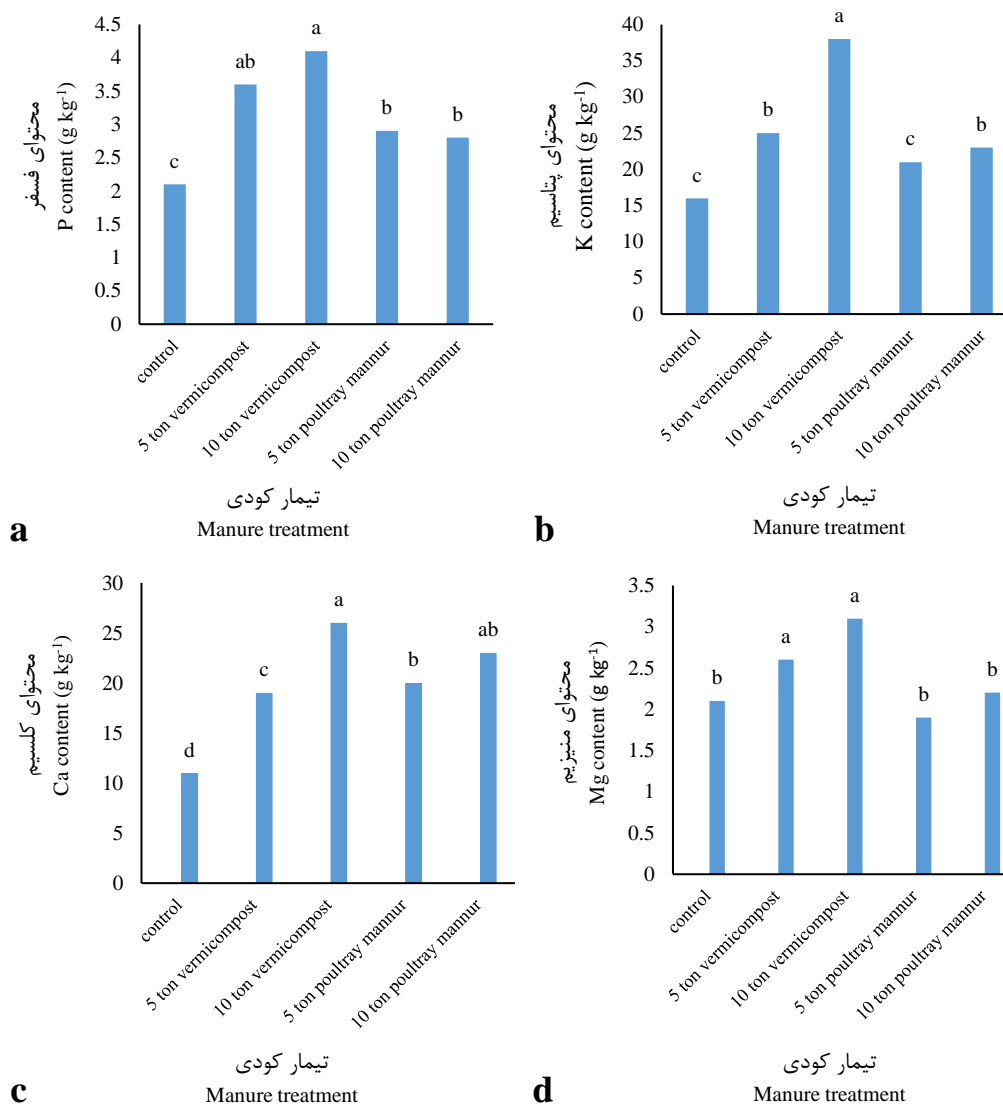 4.5
4
3.5
3
2.5
2
1.5
1
0.5
0
محتوای فسفر
P content (g kg⁻¹)
c
ab
a
b
b
control
5 ton vermicompost
10 ton vermicompost
5 ton poultray mannur
10 ton poultray mannur
تیمار کودی
Manure treatment
a
40
35
30
25
20
15
10
5
0
محتوای پتاسیم
K content (g kg⁻¹)
c
b
a
c
b
control
5 ton vermicompost
10 ton vermicompost
5 ton poultray mannur
10 ton poultray mannur
تیمار کودی
Manure treatment
b
30
25
20
15
10
5
0
محتوای کلسیم
Ca content (g kg⁻¹)
d
c
a
b
ab
control
5 ton vermicompost
10 ton vermicompost
5 ton poultray mannur
10 ton poultray mannur
تیمار کودی
Manure treatment
c
3.5
3
2.5
2
1.5
1
0.5
0
محتوای منیزیم
Mg content (g kg⁻¹)
b
a
a
b
b
control
5 ton vermicompost
10 ton vermicompost
5 ton poultray mannur
10 ton poultray mannur
تیمار کودی
Manure treatment
d